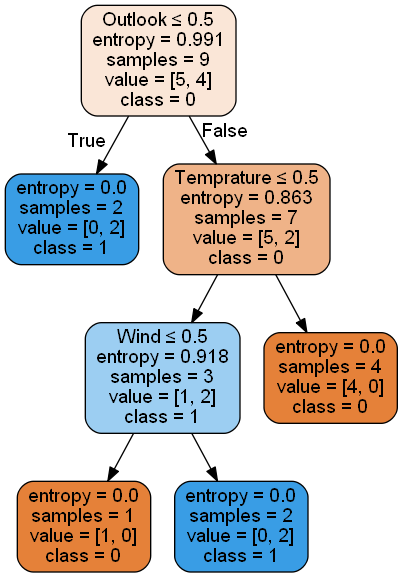 Outlook ≤ 0.5
entropy = 0.991
samples = 9
value = [5, 4]
class = 0
True
False
entropy = 0.0
samples = 2
value = [0, 2]
class = 1
Temprature ≤ 0.5
entropy = 0.863
samples = 7
value = [5, 2]
class = 0
Wind ≤ 0.5
entropy = 0.918
samples = 3
value = [1, 2]
class = 1
entropy = 0.0
samples = 4
value = [4, 0]
class = 0
entropy = 0.0
samples = 1
value = [1, 0]
class = 0
entropy = 0.0
samples = 2
value = [0, 2]
class = 1